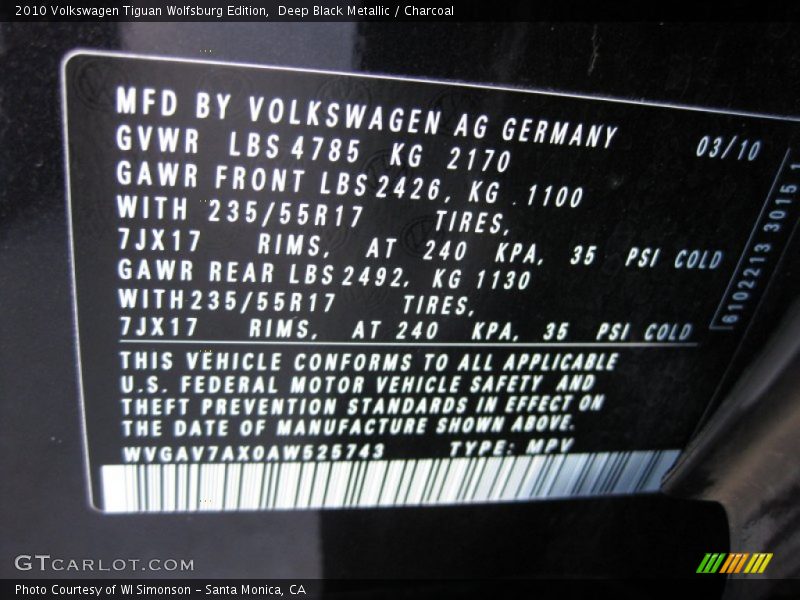 2010 Volkswagen Tiguan Wolfsburg Edition, Deep Black Metallic / Charcoal
MFD BY VOLKSWAGEN AG GERMANY 03/10
GVWR LBS 4785 KG 2170
GAWR FRONT LBS 2426, KG .1100
WITH 235/55R17 TIRES,
7JX17 RIMS, AT 240 KPA, 35 PSI COLD
GAWR REAR LBS 2492, KG 1130
WITH 235/55R17 TIRES,
7JX17 RIMS, AT 240 KPA, 35 PSI COLD
THIS VEHICLE CONFORMS TO ALL APPLICABLE
U.S. FEDERAL MOTOR VEHICLE SAFETY AND
THEFT PREVENTION STANDARDS IN EFFECT ON
THE DATE OF MANUFACTURE SHOWN ABOVE.
WVGAV7AX0AW525743 TYPE: MPV
6102213 3015 1
GTCARLOT.COM
Photo Courtesy of WI Simonson - Santa Monica, CA